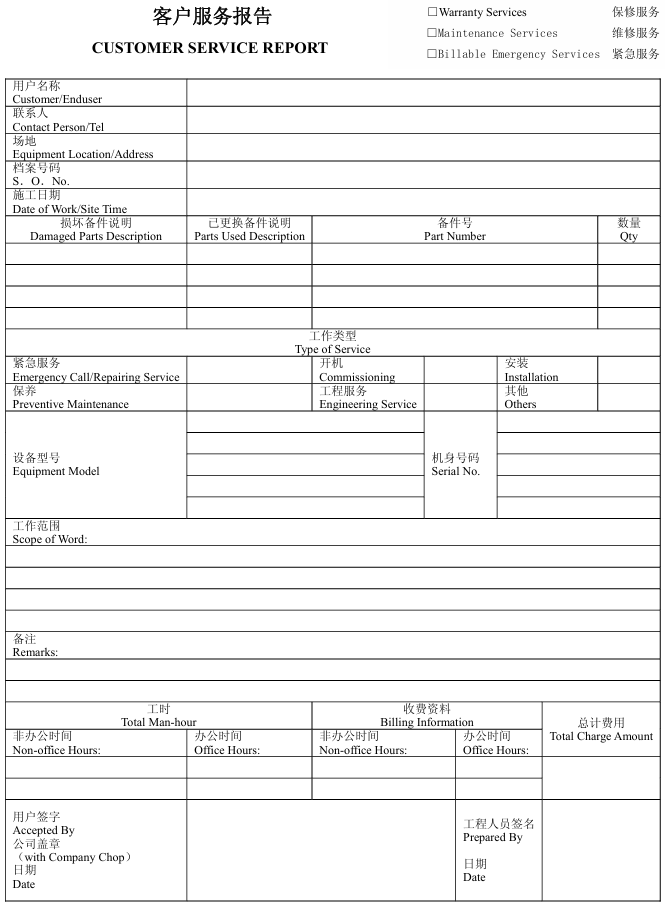 客户服务报告
CUSTOMER SERVICE REPORT
□Warranty Services 保修服务
□Maintenance Services 维修服务
□Billable Emergency Services 紧急服务
用户名称
Customer/Enduser
联系人
Contact Person/Tel
场地
Equipment Location/Address
档案号码
S. O. No.
施工日期
Date of Work/Site Time
损坏备件说明 已更换备件说明 备件号 数量
Damaged Parts Description Parts Used Description Part Number Qty
工作类型
Type of Service
紧急服务 开机 安装
Emergency Call/Repairing Service Commissioning Installation
保养 工程服务 其他
Preventive Maintenance Engineering Service Others
设备型号 机身号码
Equipment Model Serial No.
工作范围
Scope of Word:
备注
Remarks:
工时 收费资料 总计费用
Total Man-hour Billing Information Total Charge Amount
非办公时间 办公时间 非办公时间 办公时间
Non-office Hours: Office Hours: Non-office Hours: Office Hours:
用户签字
Accepted By
公司盖章
（with Company Chop）
日期
Date
工程人员签名
Prepared By
日期
Date